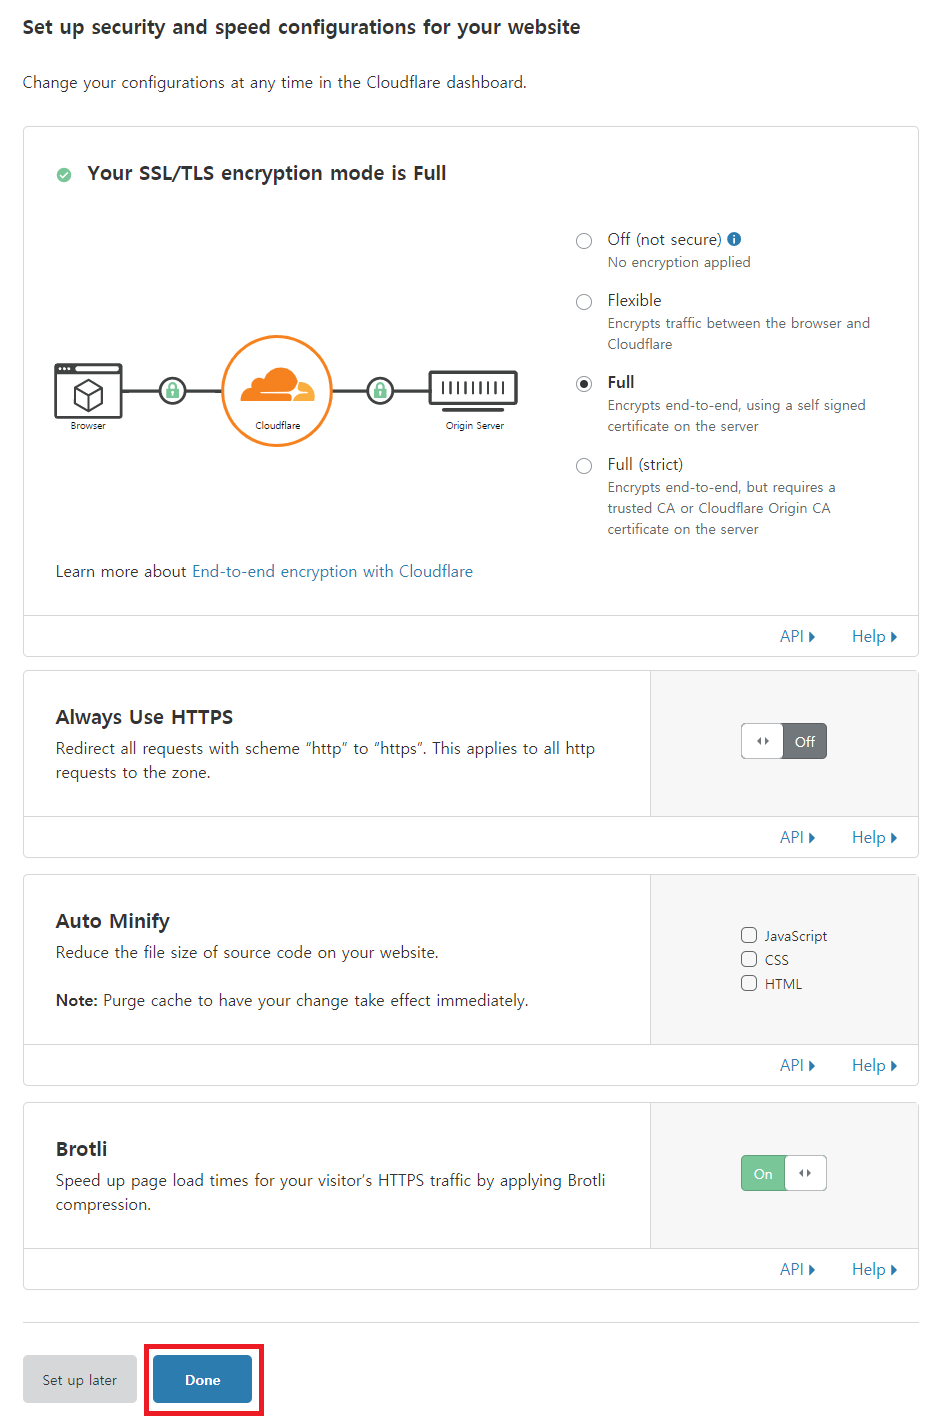 Set up security and speed configurations for your website
Change your configurations at any time in the Cloudflare dashboard.
Your SSL/TLS encryption mode is Full
Browser
Cloudflare
Origin Server
Off (not secure)
No encryption applied
Flexible
Encrypts traffic between the browser and
Cloudflare
Full
Encrypts end-to-end, using a self signed
certificate on the server
Full (strict)
Encrypts end-to-end, but requires a
trusted CA or Cloudflare Origin CA
certificate on the server
Learn more about End-to-end encryption with Cloudflare
API Help
Always Use HTTPS
Redirect all requests with scheme “http” to “https”. This applies to all http
requests to the zone.
Off
API Help
Auto Minify
Reduce the file size of source code on your website.
Note: Purge cache to have your change take effect immediately.
JavaScript
CSS
HTML
API Help
Brotli
Speed up page load times for your visitor’s HTTPS traffic by applying Brotli
compression.
On
API Help
Set up later
Done